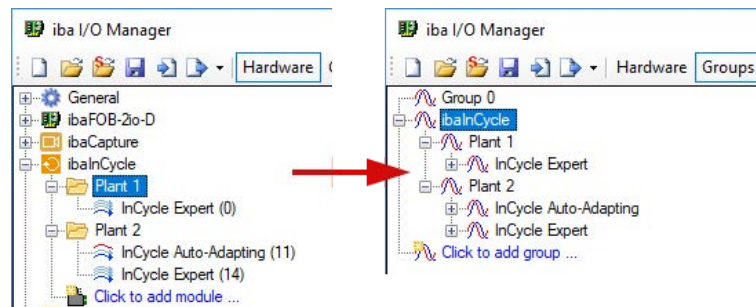 iba I/O Manager
Hardware
General
ibaFOB-2io-D
ibaCapture
ibaInCycle
Plant 1
InCycle Expert (0)
Plant 2
InCycle Auto-Adapting (11)
InCycle Expert (14)
Click to add module ...
iba I/O Manager
Hardware Groups
Group 0
ibaInCycle
Plant 1
InCycle Expert
Plant 2
InCycle Auto-Adapting
InCycle Expert
Click to add group ...